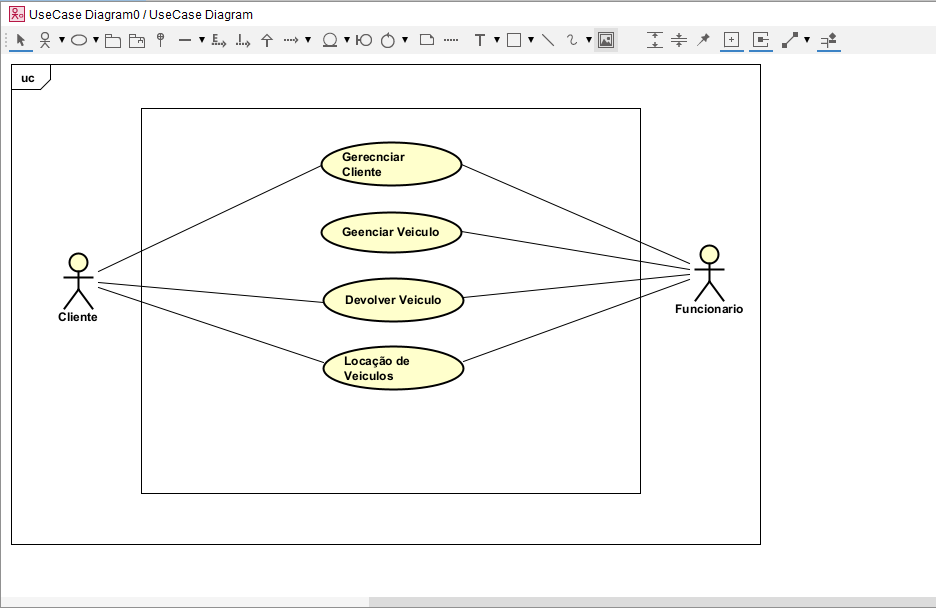 UseCase Diagram0 / UseCase Diagram
uc
Gerecnciar
Cliente
Geenciar Veiculo
Devolver Veiculo
Locação de
Veiculos
Cliente
Funcionario